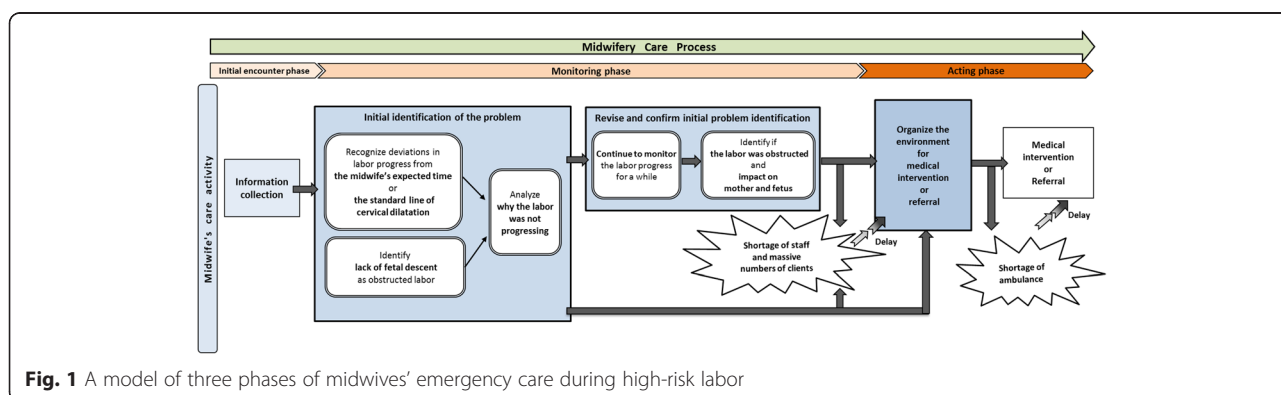 Midwifery Care Process
Initial encounter phase
Monitoring phase
Acting phase
Midwife's care activity
Information
collection
Initial identification of the problem
Recognize deviations in
labor progress from
the midwife's expected time
or
the standard line of
cervical dilatation
Identify
lack of fetal descent
as obstructed labor
Analyze
why the labor
was not
progressing
Revise and confirm initial problem identification
Continue to monitor
the labor progress
for a while
Identify if
the labor was obstructed
and
impact on
mother and fetus
Shortage of staff
and massive
numbers of clients
Delay
Organize the
environment
for
medical
intervention
or
referral
Medical
intervention
or
Referral
Delay
Shortage of
ambulance
Fig. 1 A model of three phases of midwives' emergency care during high-risk labor